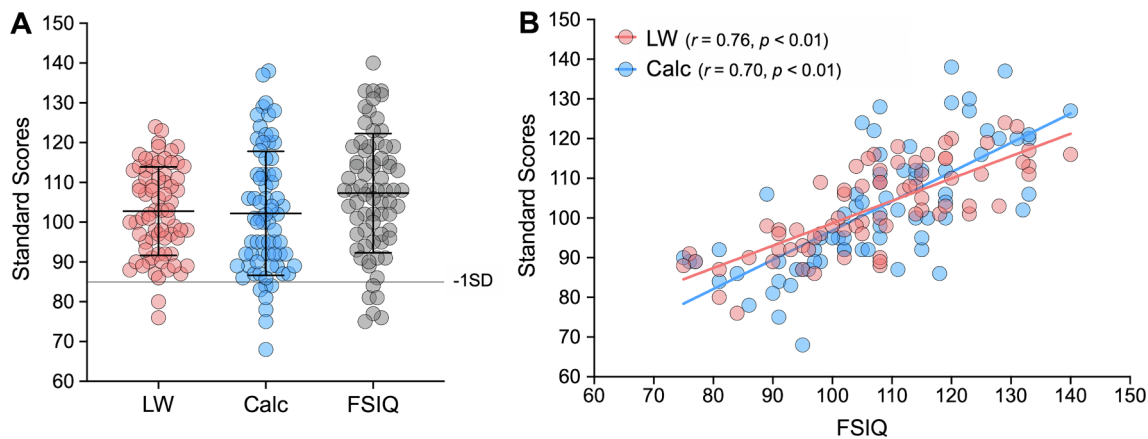 A
Standard Scores
150
140
130
120
110
100
90
80
70
60
-1SD
LW
Calc
FSIQ
B
Standard Scores
150
140
130
120
110
100
90
80
70
60
LW (r = 0.76, p < 0.01)
Calc (r = 0.70, p < 0.01)
60 70 80 90 100 110 120 130 140 150
FSIQ